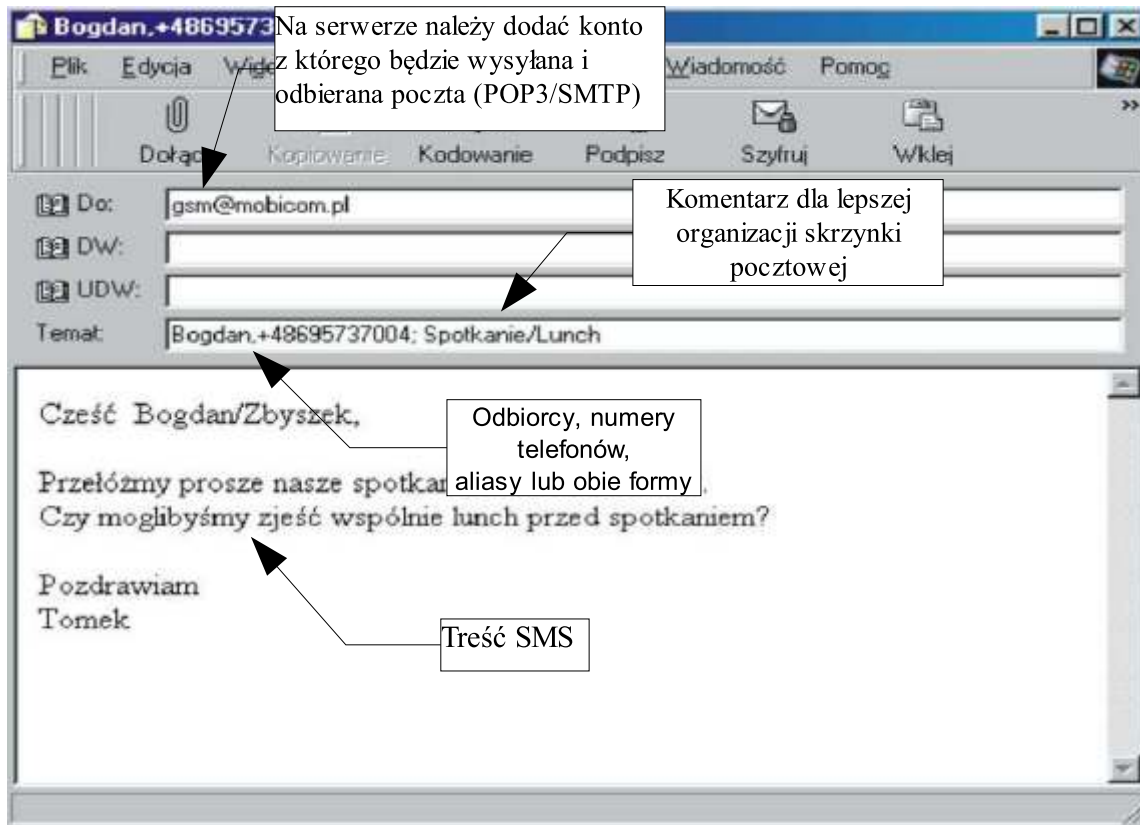 Bogdan,+4869573
Na serwerze należy dodać konto
z którego będzie wysyłana i
odbierana poczta (POP3/SMTP)
Plik Edycja Wiadomość Pomoc
Kopiowanie Kodowanie Podpisz Szyfruj Wklej
Do: gsm@mobicom.pl
Komentarz dla lepszej
organizacji skrzynki
pocztowej
DW:
UDW:
Temat: Bogdan,+48695737004; Spotkanie/Lunch
Cześć Bogdan/Zbyszek,
Odbiorcy, numery
telefonów,
aliasy lub obie formy
Przełóżmy prosze nasze
Czy moglibyśmy zjeść wspólnie lunch przed spotkaniem?
Pozdrawiam
Tomek
Treść SMS